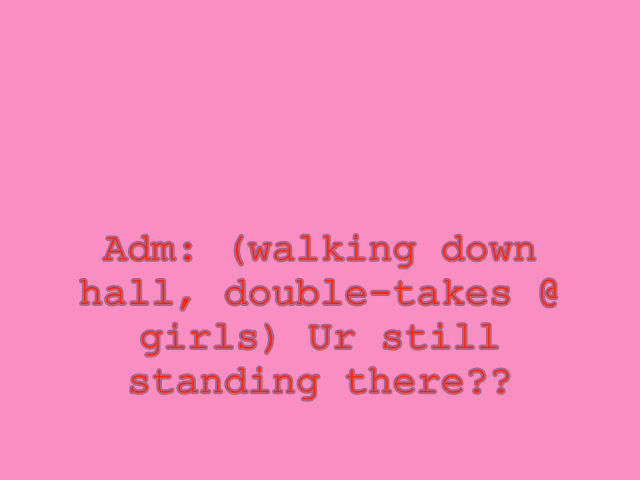 Adm: (walking down
hall, double-takes @
girls) Ur still
standing there??